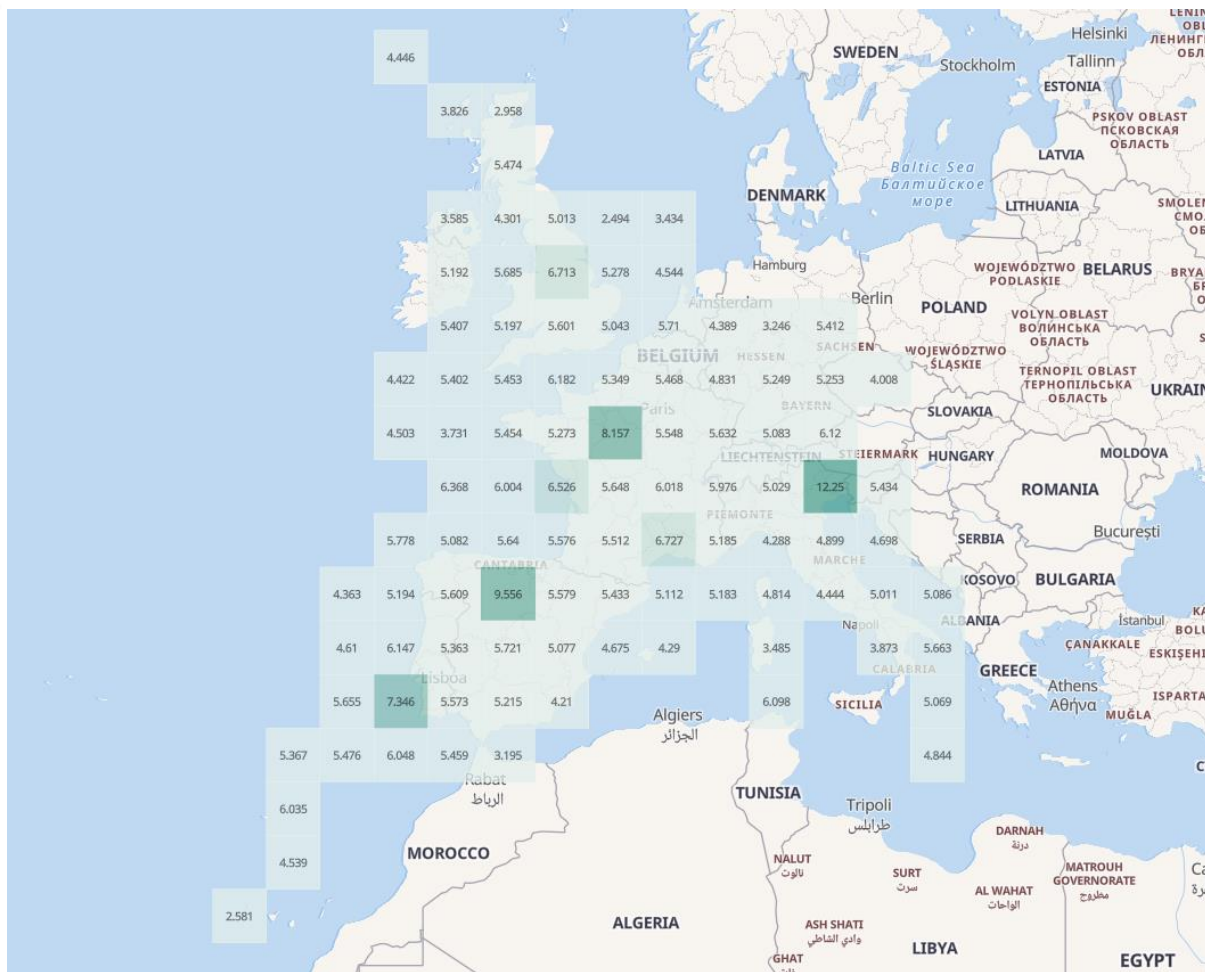 LENIN
OBL
ЛЕНИНГР
ОБЛ
Helsinki
SWEDEN
Stockholm
Tallinn
ESTONIA
4.446
3.826 2.958
PSKOV OBLAST
ПСКОВСКАЯ
ОБЛАСТЬ
5.474
LATVIA
Baltic Sea
Балтийское
море
DENMARK
LITHUANIA
SMOLEN
СМОЛ
ОБ
3.585 4.301 5.013 2.494 3.434
5.192 5.685 6.713 5.278 4.544
Hamburg
WOJEWÓDZTWO
PODLASKIE
BELARUS
BRYA
БР
О
Amsterdam
Berlin
POLAND
VOLYN OBLAST
ВОЛИНСЬКА
ОБЛАСТЬ
5.407 5.197 5.601 5.043 5.71 4.389 3.246 5.412
BELGIUM
HESSEN
SACHSEN
WOJEWÓDZTWO
ŚLĄSKIE
TERNOPIL OBLAST
ТЕРНОПІЛЬСЬКА
ОБЛАСТЬ
UKRAIN
4.422 5.402 5.453 6.182 5.349 5.468 4.831 5.249 5.253 4.008
Paris
BAYERN
SLOVAKIA
4.503 3.731 5.454 5.273 8.157 5.548 5.632 5.083 6.12
LIECHTENSTEIN
STEIERMARK
HUNGARY
MOLDOVA
6.368 6.004 6.526 5.648 6.018 5.976 5.029 12.25 5.434
ROMANIA
PIEMONTE
București
5.778 5.082 5.64 5.576 5.512 6.727 5.185 4.288 4.899 4.698
SERBIA
CANTABRIA
MARCHE
KOSOVO
BULGARIA
4.363 5.194 5.609 9.556 5.579 5.433 5.112 5.183 4.814 4.444 5.011 5.086
Napoli
ALBANIA
İstanbul
KA
BOLU
ÇANAKKALE
ESKIŞEHI
4.61 6.147 5.363 5.721 5.077 4.675 4.29 3.485 3.873 5.663
Lisboa
CALABRIA
GREECE
Athens
Αθήνα
ISPARTA
MUĞLA
5.655 7.346 5.573 5.215 4.21 6.098 5.069
SICILIA
Algiers
الجزائر
5.367 5.476 6.048 5.459 3.195 4.844
Rabat
الرباط
TUNISIA
Tripoli
طرابلس
6.035
DARNAH
درنة
MOROCCO
4.539
NALUT
نالوت
SURT
سرت
MATROUH
GOVERNORATE
مطروح
Ca
AL WAHAT
الواحات
2.581
ALGERIA
ASH SHATI
وادي الشاطي
LIBYA
GHAT
EGYPT